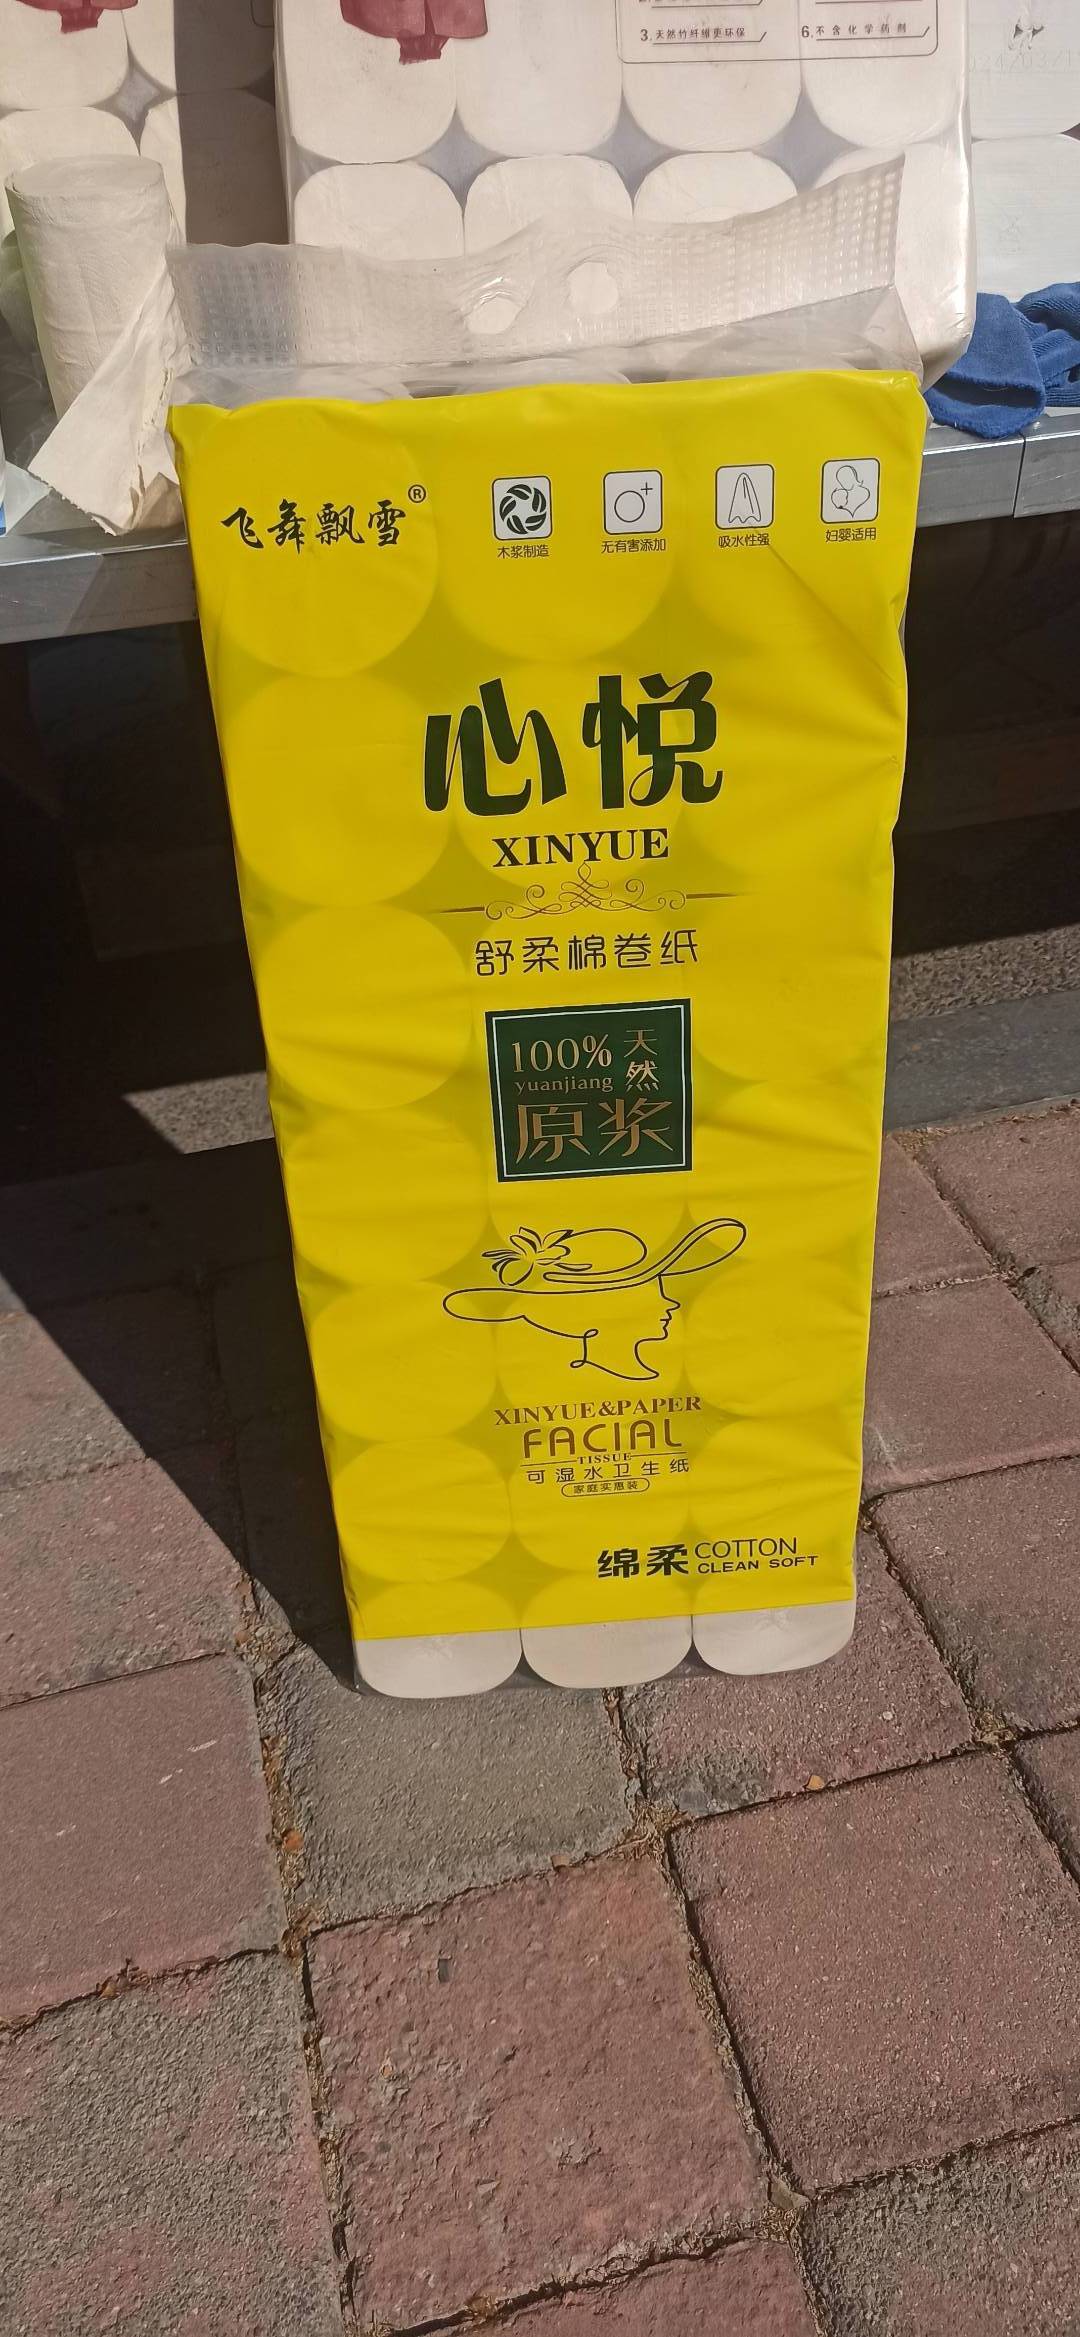 3.天然竹纤维更环保
6.不含化学药剂
飞舞飘雪®
木浆制造
无有害添加
吸水性强
妇婴适用
心悦
XINYUE
舒柔棉卷纸
100%天然
yuanjiang
原浆
XINYUE&PAPER
FACIAL
TISSUE
可湿水卫生纸
家庭实惠装
绵柔 COTTON
CLEAN SOFT